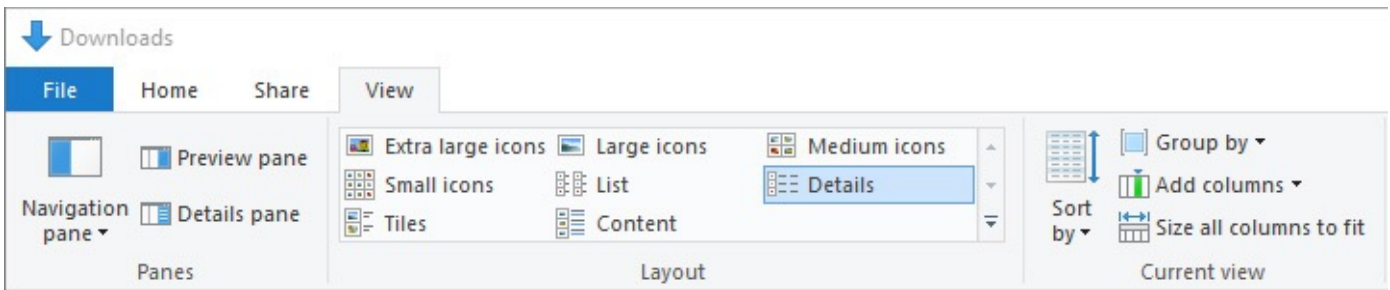 Downloads
File Home Share View
Navigation pane
Preview pane
Details pane
Panes
Extra large icons Large icons Medium icons
Small icons List Details
Tiles Content
Layout
Sort by
Group by
Add columns
Size all columns to fit
Current view